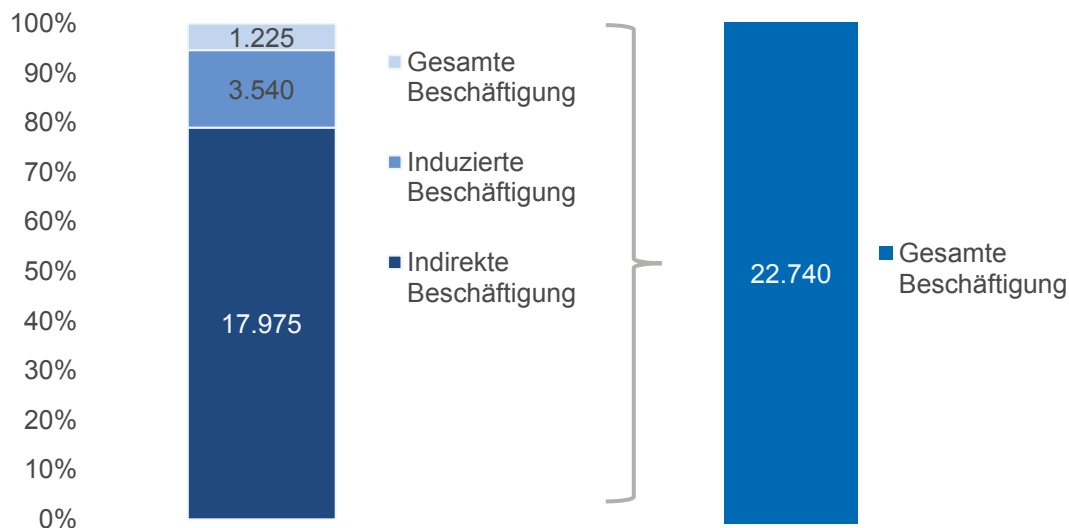 100%
90%
80%
70%
60%
50%
40%
30%
20%
10%
0%
1.225
3.540
17.975
Gesamte
Beschäftigung
Induzierte
Beschäftigung
Indirekte
Beschäftigung
22.740
Gesamte
Beschäftigung